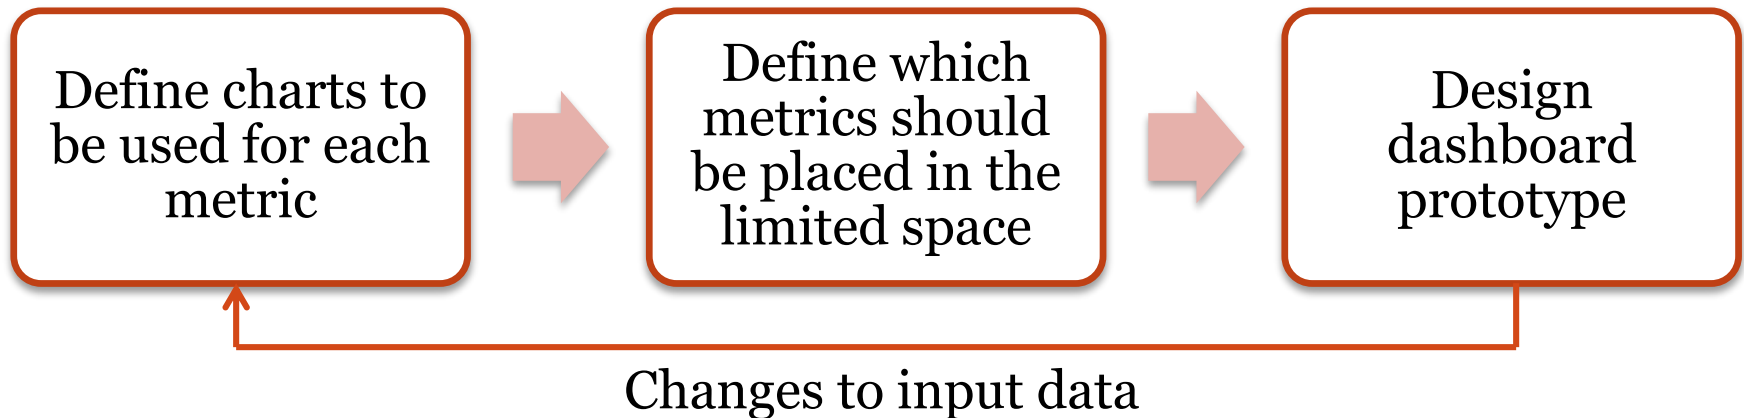 Define charts to
be used for each
metric
Define which
metrics should
be placed in the
limited space
Design
dashboard
prototype
Changes to input data